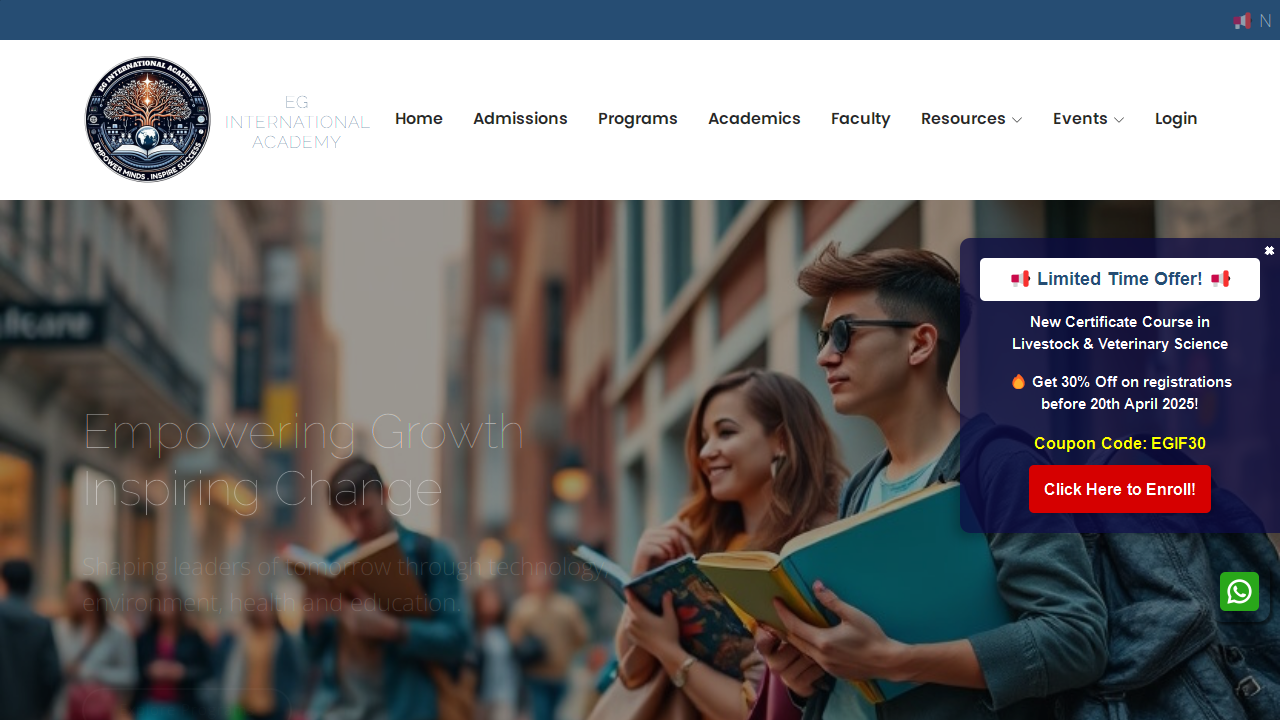 📢 N
EG INTERNATIONAL ACADEMY
EMPOWER MINDS . INSPIRE SUCCESS
EG
INTERNATIONAL
ACADEMY
Home
Admissions
Programs
Academics
Faculty
Resources
Events
Login
✖
📢 Limited Time Offer! 📢
New Certificate Course in
Livestock & Veterinary Science
🔥 Get 30% Off on registrations
before 20th April 2025!
Coupon Code: EGIF30
Click Here to Enroll!
Empowering Growth
Inspiring Change
Shaping leaders of tomorrow through technology,
environment, health and education.